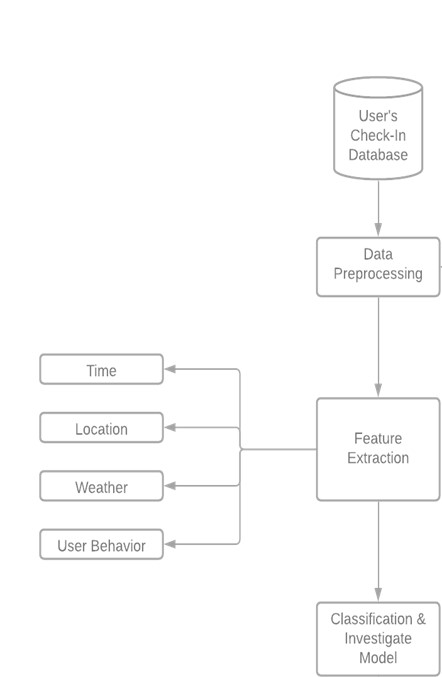 User's
Check-In
Database
Data
Preprocessing
Time
Location
Weather
User Behavior
Feature
Extraction
Classification &
Investigate
Model